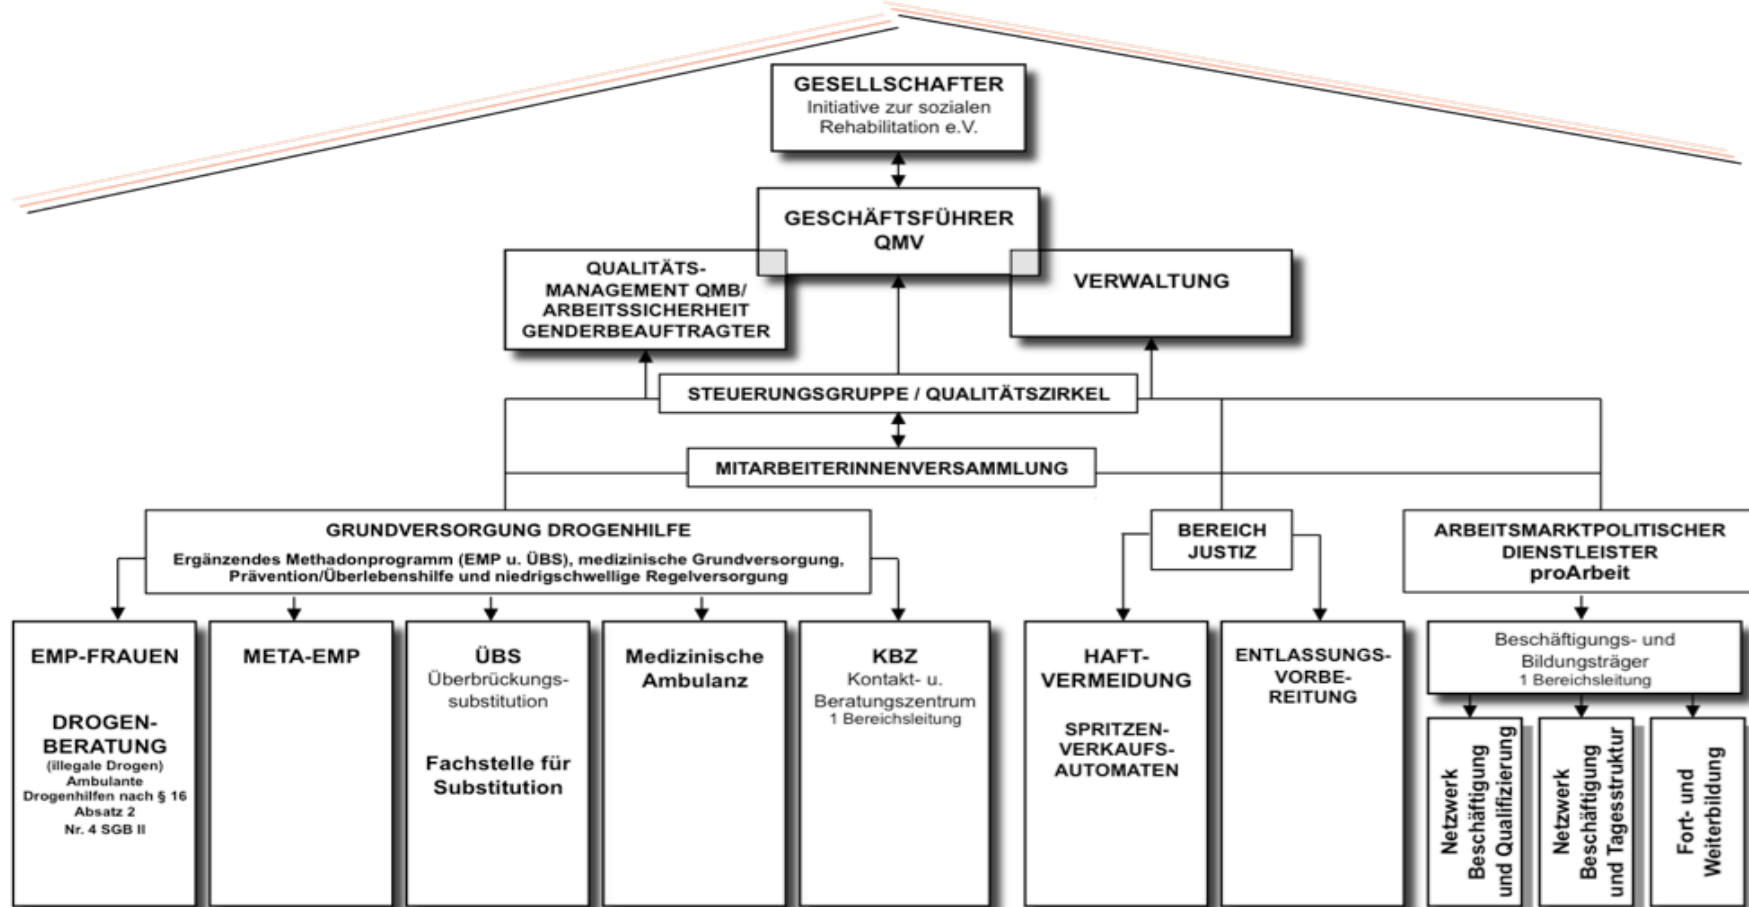 GESELLSCHAFTER
Initiative zur sozialen
Rehabilitation e.V.
GESCHÄFTSFÜHRER
QMV
QUALITÄTS-
MANAGEMENT QMB/
ARBEITSSICHERHEIT
GENDERBEAUFTRAGTER
VERWALTUNG
STEUERUNGSGRUPPE / QUALITÄTSZIRKEL
MITARBEITERINNENVERSAMMLUNG
GRUNDVERSORGUNG DROGENHILFE
Ergänzendes Methadonprogramm (EMP u. ÜBS), medizinische Grundversorgung,
Prävention/Überlebenshilfe und niedrigschwellige Regelversorgung
BEREICH
JUSTIZ
ARBEITSMARKTPOLITISCHER
DIENSTLEISTER
proArbeit
EMP-FRAUEN
DROGEN-
BERATUNG
(illegale Drogen)
Ambulante
Drogenhilfen nach § 16
Absatz 2
Nr. 4 SGB II
META-EMP
ÜBS
Überbrückungs-
substitution
Fachstelle für
Substitution
Medizinische
Ambulanz
KBZ
Kontakt- u.
Beratungszentrum
1 Bereichsleitung
HAFT-
VERMEIDUNG
SPRITZEN-
VERKAUFS-
AUTOMATEN
ENTLASSUNGS-
VORBE-
REITUNG
Beschäftigungs- und
Bildungsträger
1 Bereichsleitung
Netzwerk
Beschäftigung
und Qualifizierung
Netzwerk
Beschäftigung
und Tagesstruktur
Fort- und
Weiterbildung